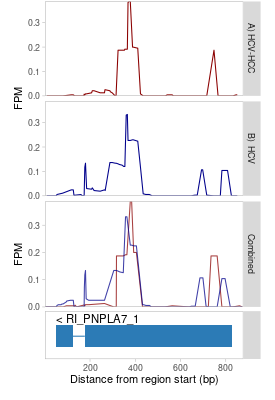 0.3
0.2
0.1
0.0
A) HCV-HCC
FPM
0.3
0.2
0.1
0.0
B) HCV
0.3
0.2
0.1
0.0
Combined
FPM
< RI_PNPLA7_1
200
400
600
800
Distance from region start (bp)